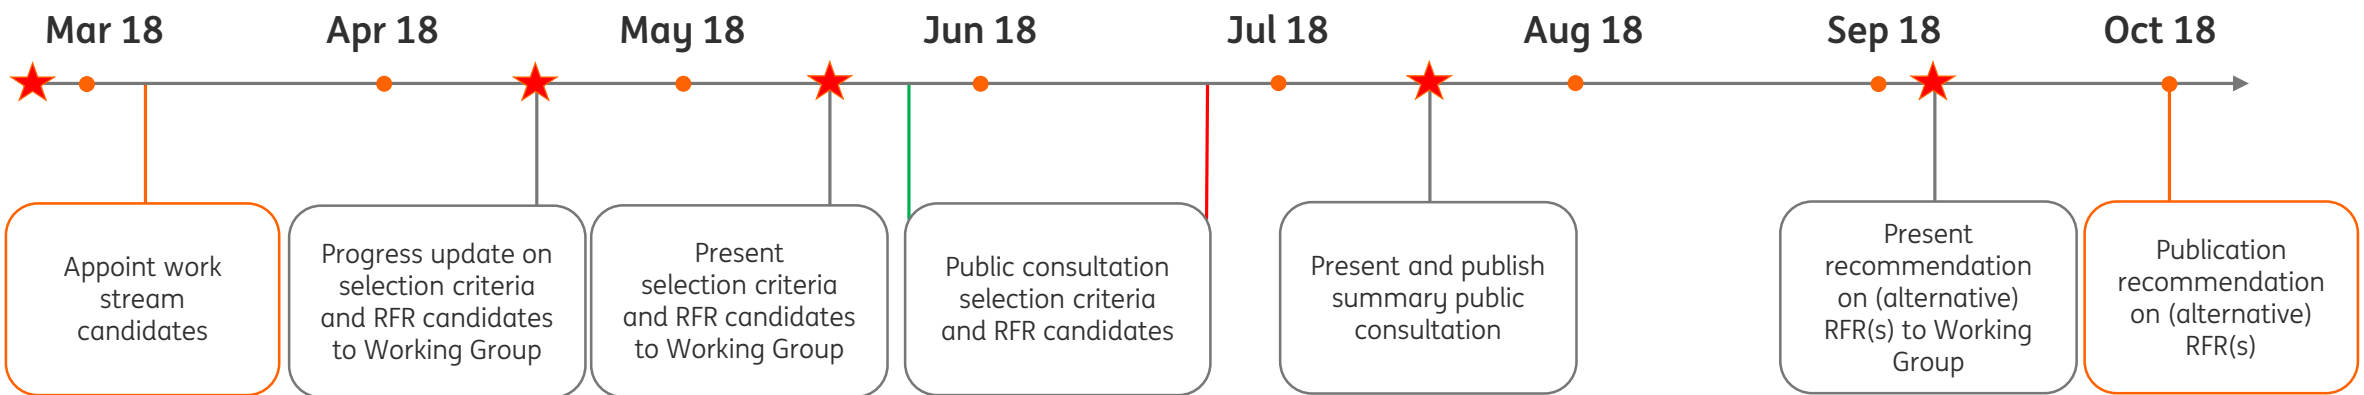 Mar 18
Apr 18
May 18
Jun 18
Jul 18
Aug 18
Sep 18
Oct 18
Appoint work
stream
candidates
Progress update on
selection criteria
and RFR candidates
to Working Group
Present
selection criteria
and RFR candidates
to Working Group
Public consultation
selection criteria
and RFR candidates
Present and publish
summary public
consultation
Present
recommendation
on (alternative)
RFR(s) to Working
Group
Publication
recommendation
on (alternative)
RFR(s)